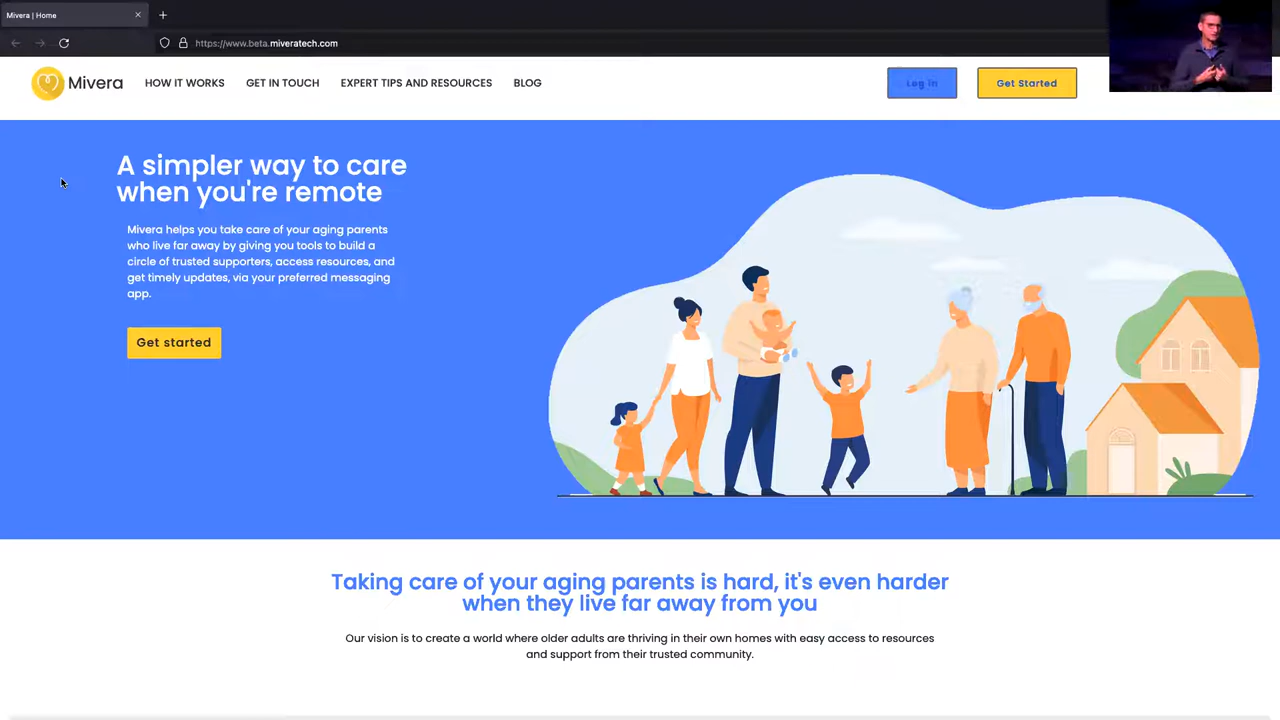 Mivera | Home
https://www.beta.miveratech.com
Mivera
HOW IT WORKS
GET IN TOUCH
EXPERT TIPS AND RESOURCES
BLOG
Log in
Get Started
A simpler way to care
when you're remote
Mivera helps you take care of your aging parents
who live far away by giving you tools to build a
circle of trusted supporters, access resources, and
get timely updates, via your preferred messaging
app.
Get started
Taking care of your aging parents is hard, it's even harder
when they live far away from you
Our vision is to create a world where older adults are thriving in their own homes with easy access to resources
and support from their trusted community.